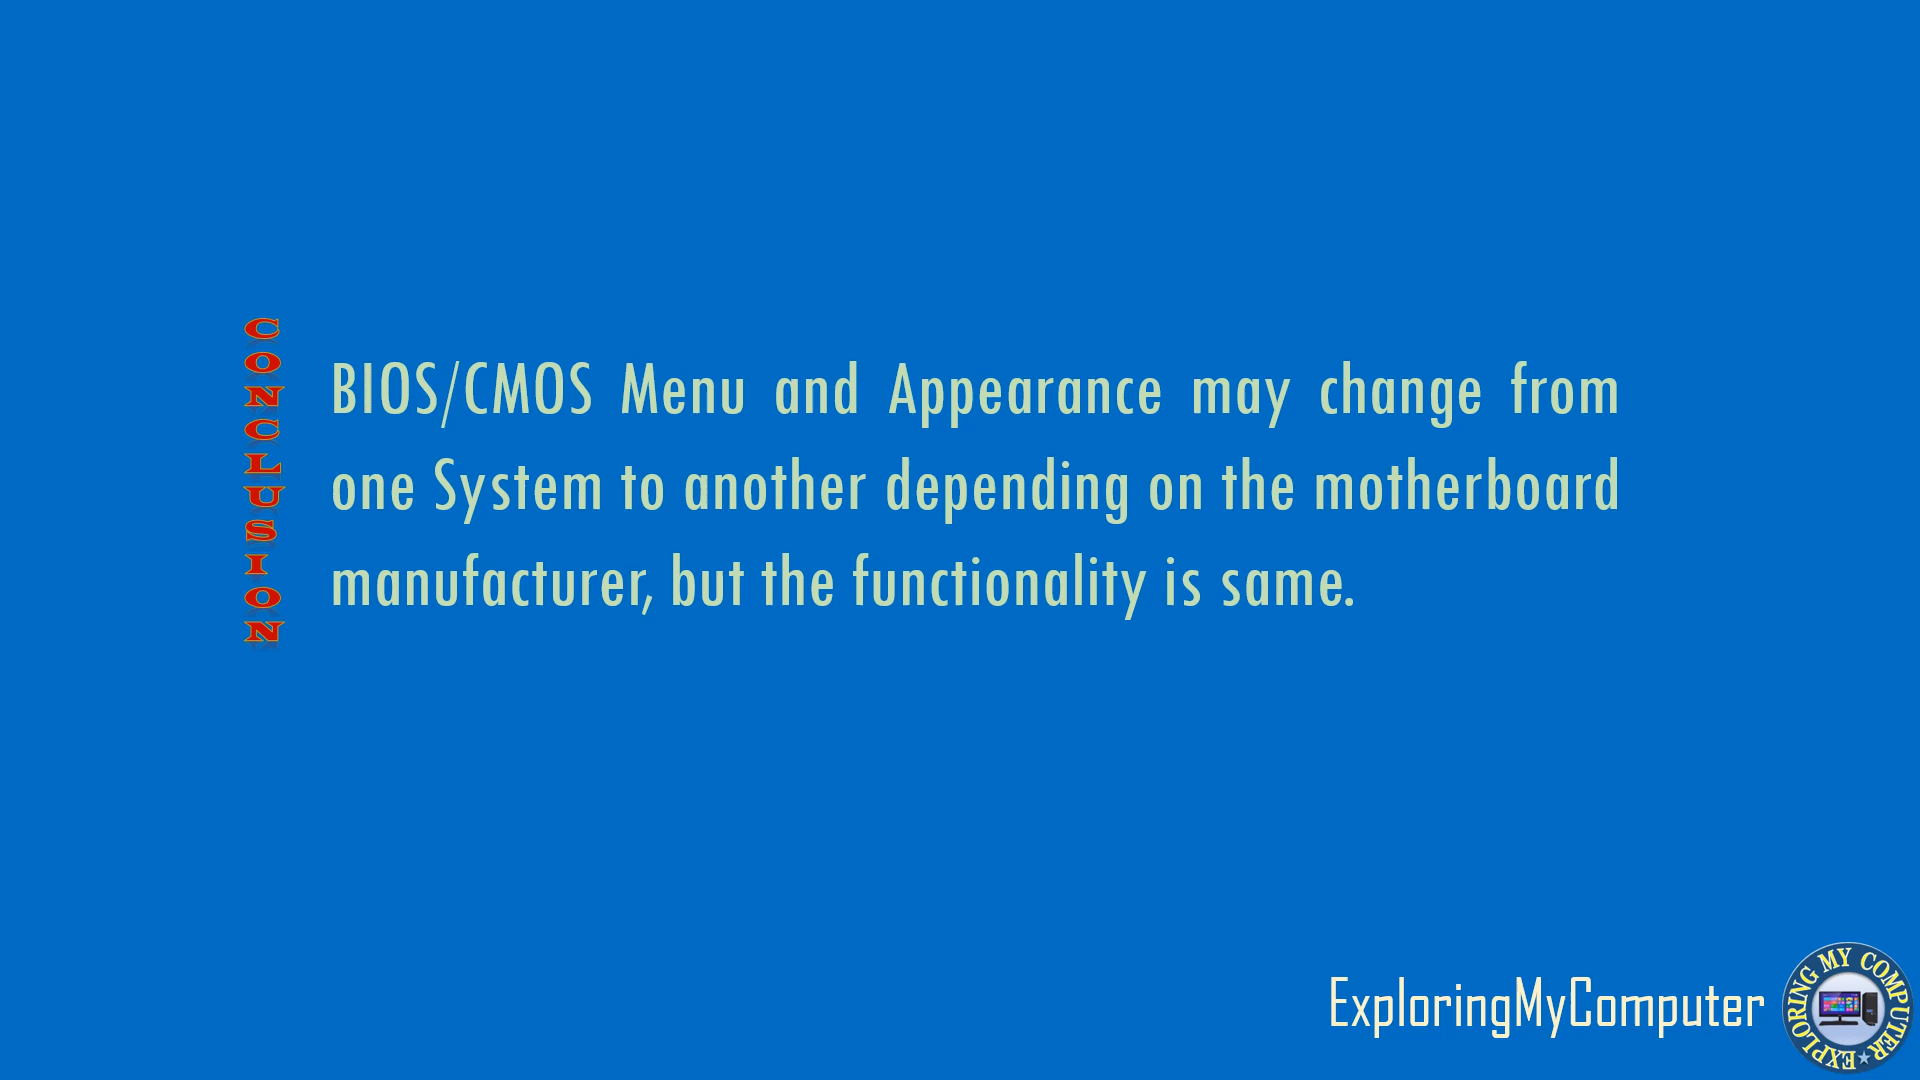 CONCLUSION
BIOS/CMOS Menu and Appearance may change from
one System to another depending on the motherboard
manufacturer, but the functionality is same.
ExploringMyComputer
EXPLORING MY COMPUTER